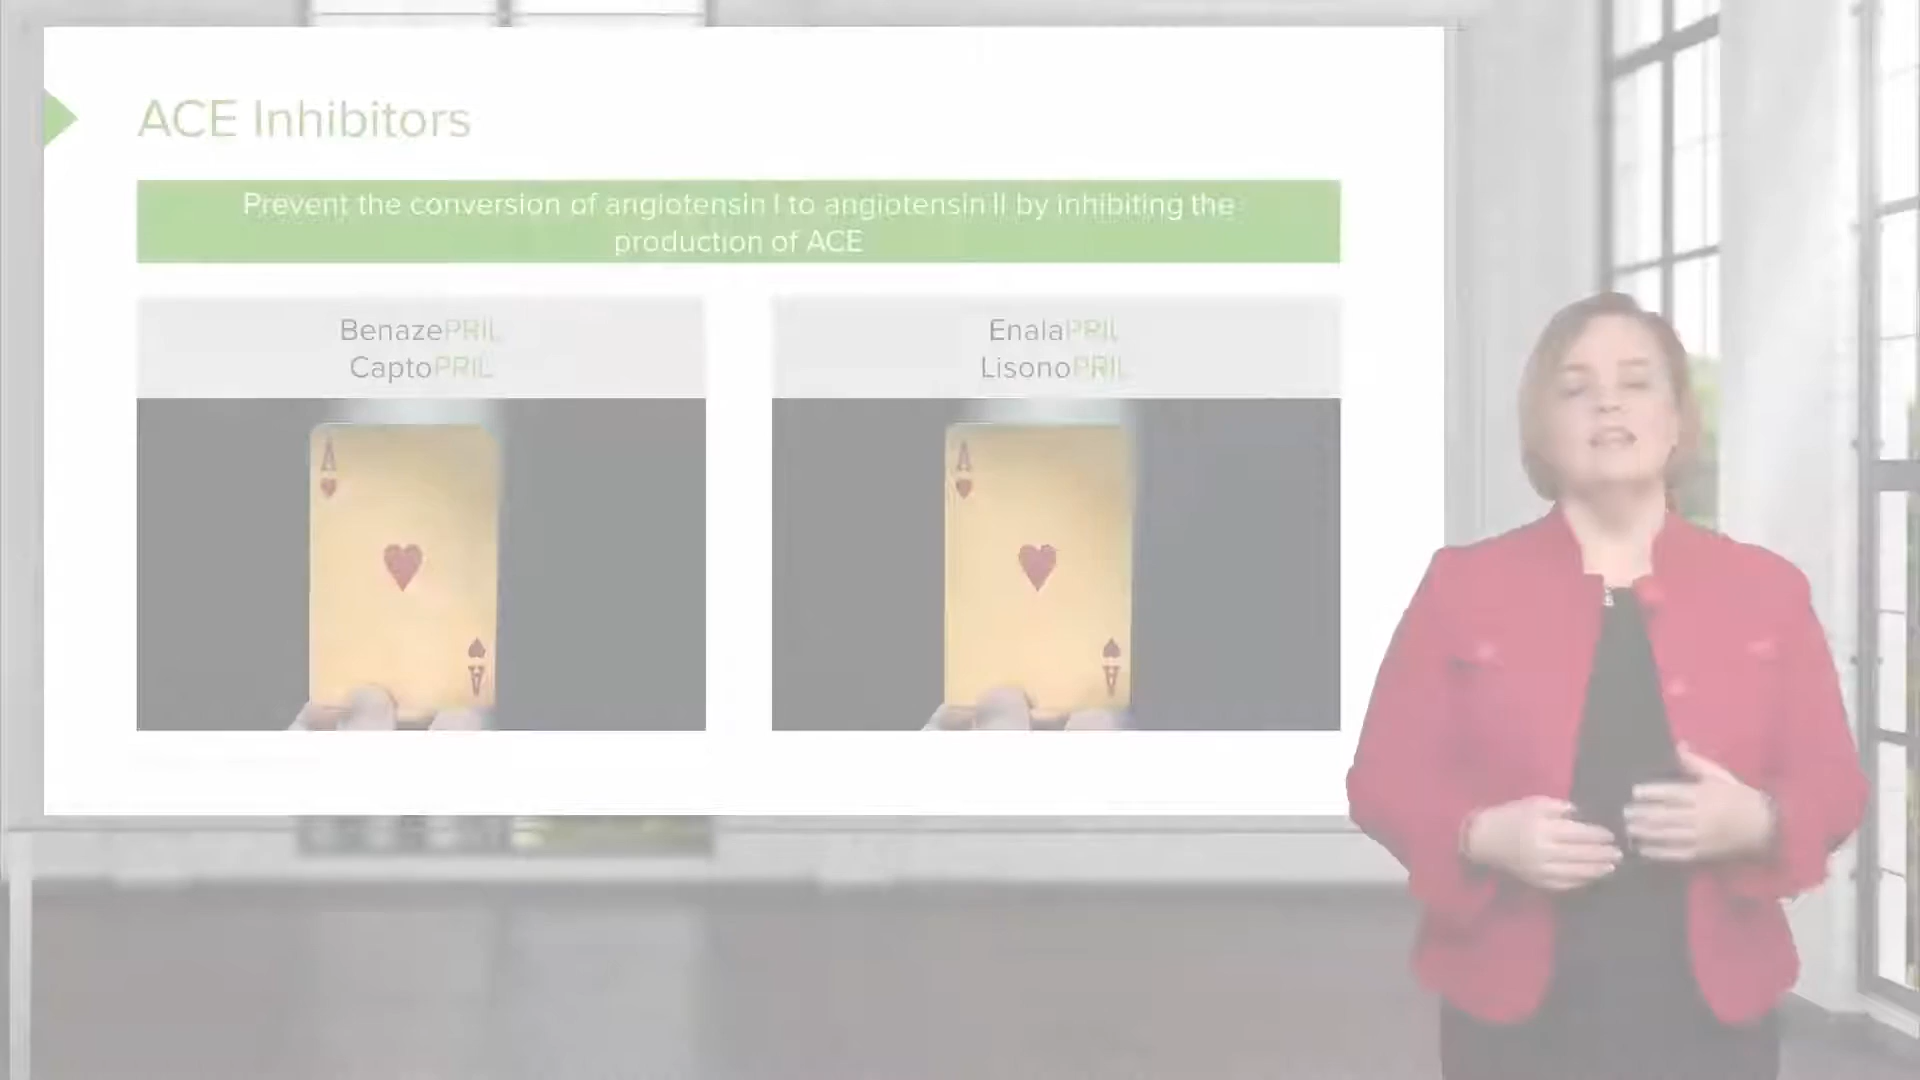 ACE Inhibitors
Prevent the conversion of angiotensin I to angiotensin II by inhibiting the
production of ACE
BenazePRIL
CaptoPRIL
EnalaPRIL
LisonoPRIL
A
A
A
A